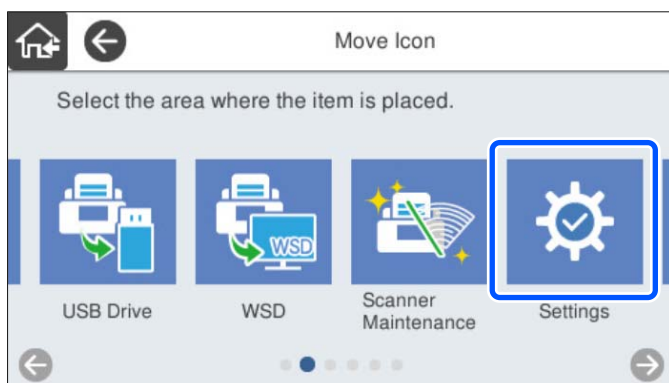 Move Icon
Select the area where the item is placed.
WSD
USB Drive
WSD
Scanner
Maintenance
Settings